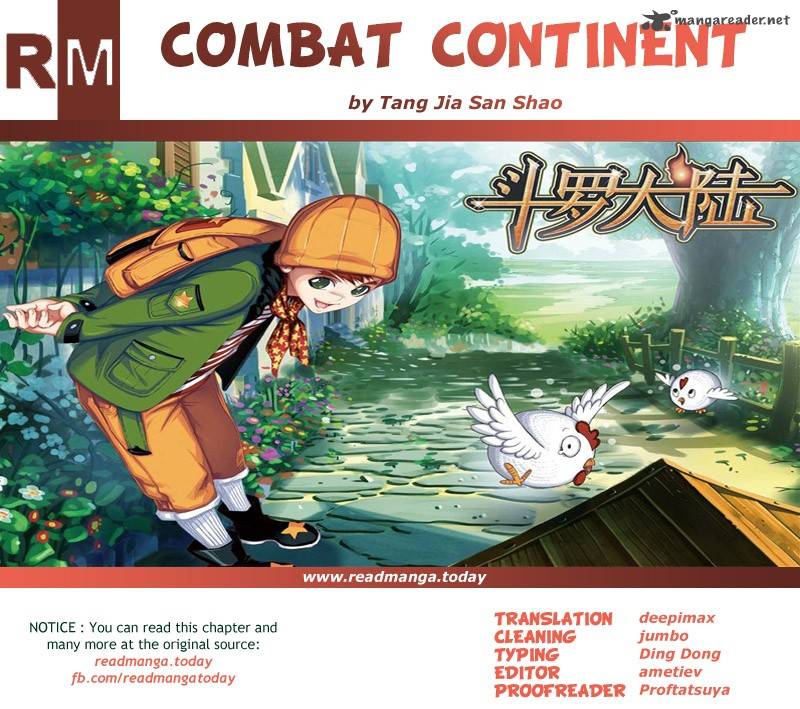 mangareader.net
RM
COMBAT CONTINENT
by Tang Jia San Shao
斗罗大陆
www.readmanga.today
NOTICE : You can read this chapter and
many more at the original source:
readmanga.today
fb.com/readmangatoday
TRANSLATION deepimax
CLEANING jumbo
TYPING Ding Dong
EDITOR ametiev
PROOFREADER Proftatsuya